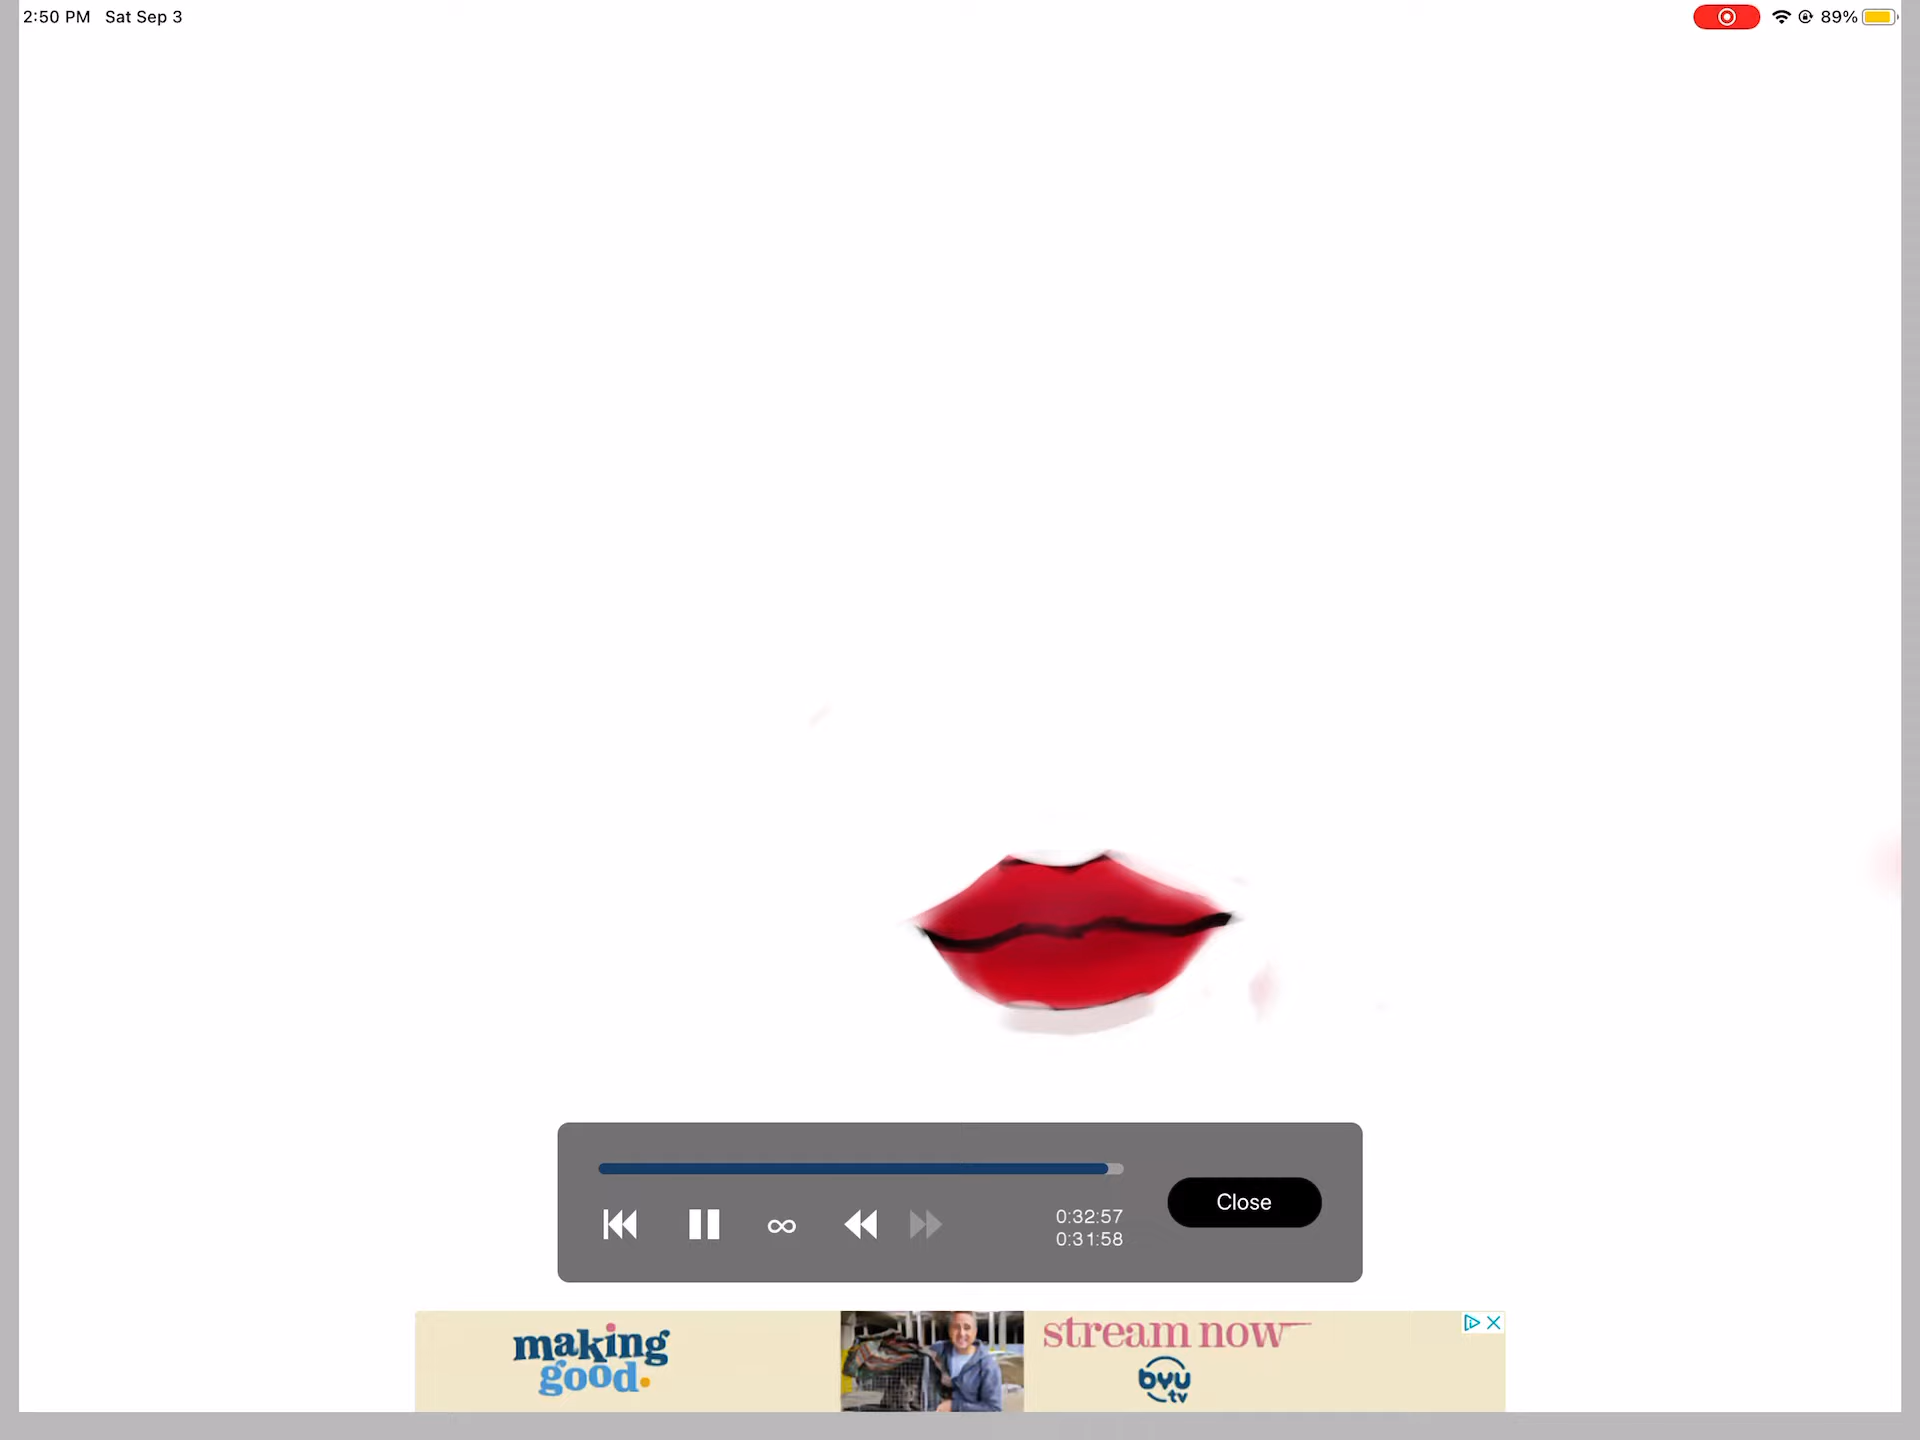 2:50 PM Sat Sep 3
89%
0:32:57
0:31:58
Close
making
good.
stream now
byu
tv